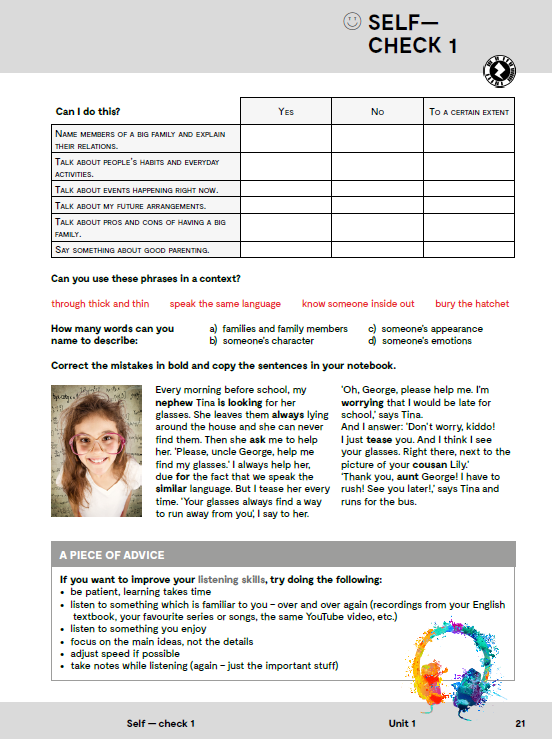 SELF—
CHECK 1
Can I do this?
Yes
No
To a certain extent
Name members of a big family and explain
their relations.
Talk about people's habits and everyday
activities.
Talk about events happening right now.
Talk about my future arrangements.
Talk about pros and cons of having a big
family.
Say something about good parenting.
Can you use these phrases in a context?
through thick and thin speak the same language know someone inside out bury the hatchet
How many words can you
name to describe:
a) families and family members
b) someone's character
c) someone's appearance
d) someone's emotions
Correct the mistakes in bold and copy the sentences in your notebook.
Every morning before school, my
nephew Tina is looking for her
glasses. She leaves them always lying
around the house and she can never
find them. Then she ask me to help
her. 'Please, uncle George, help me
find my glasses.' I always help her,
due for the fact that we speak the
similar language. But I tease her every
time. 'Your glasses always find a way
to run away from you', I say to her.
'Oh, George, please help me. I'm
worrying that I would be late for
school,' says Tina.
And I answer: 'Don't worry, kiddo!
I just tease you. And I think I see
your glasses. Right there, next to the
picture of your cousan Lily.'
'Thank you, aunt George! I have to
rush! See you later!,' says Tina and
runs for the bus.
A PIECE OF ADVICE
If you want to improve your listening skills, try doing the following:
• be patient, learning takes time
• listen to something which is familiar to you – over and over again (recordings from your English
textbook, your favourite series or songs, the same YouTube video, etc.)
• listen to something you enjoy
• focus on the main ideas, not the details
• adjust speed if possible
• take notes while listening (again – just the important stuff)
Self — check 1
Unit 1
21